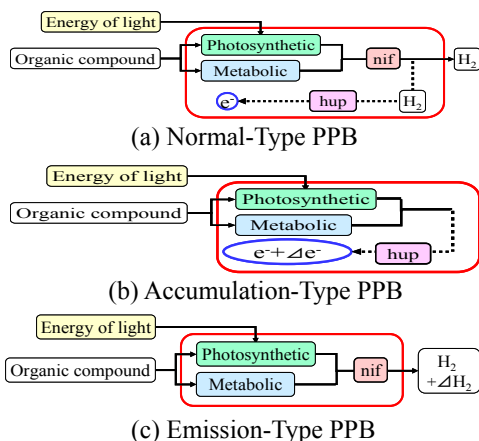 Energy of light
Organic compound
Photosynthetic
Metabolic
nif
H₂
e⁻
hup
H₂
(a) Normal-Type PPB
Energy of light
Organic compound
Photosynthetic
Metabolic
e⁻+⊿e⁻
hup
(b) Accumulation-Type PPB
Energy of light
Organic compound
Photosynthetic
Metabolic
nif
H₂
+⊿H₂
(c) Emission-Type PPB